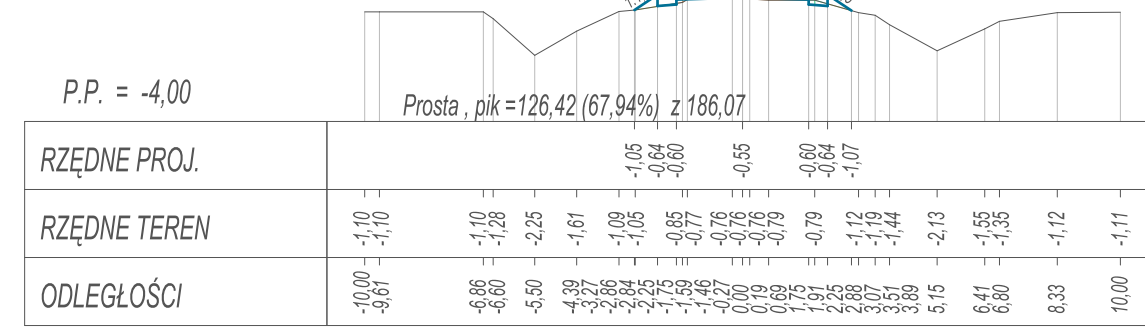 P.P. = -4,00
Prosta , pik =126,42 (67,94%) z 186,07
RZĘDNE PROJ. -1,05 -0,64 -0,60 -0,55 -0,60 -0,64 -1,07
RZĘDNE TEREN -1,10 -1,10 -1,10 -1,28 -2,25 -1,61 -1,09 -1,05 -0,85 -0,77 -0,76 -0,76 -0,76 -0,79 -0,79 -1,12 -1,19 -1,44 -2,13 -1,55 -1,35 -1,12 -1,11
ODLEGŁOŚCI -10,00 -9,61 -6,86 -6,60 -5,50 -4,39 -3,27 -2,86 -2,84 -2,25 -1,75 -1,59 -1,46 -0,27 0,00 0,19 0,69 1,75 1,91 2,25 2,88 3,07 3,51 3,89 5,15 6,41 6,80 8,33 10,00